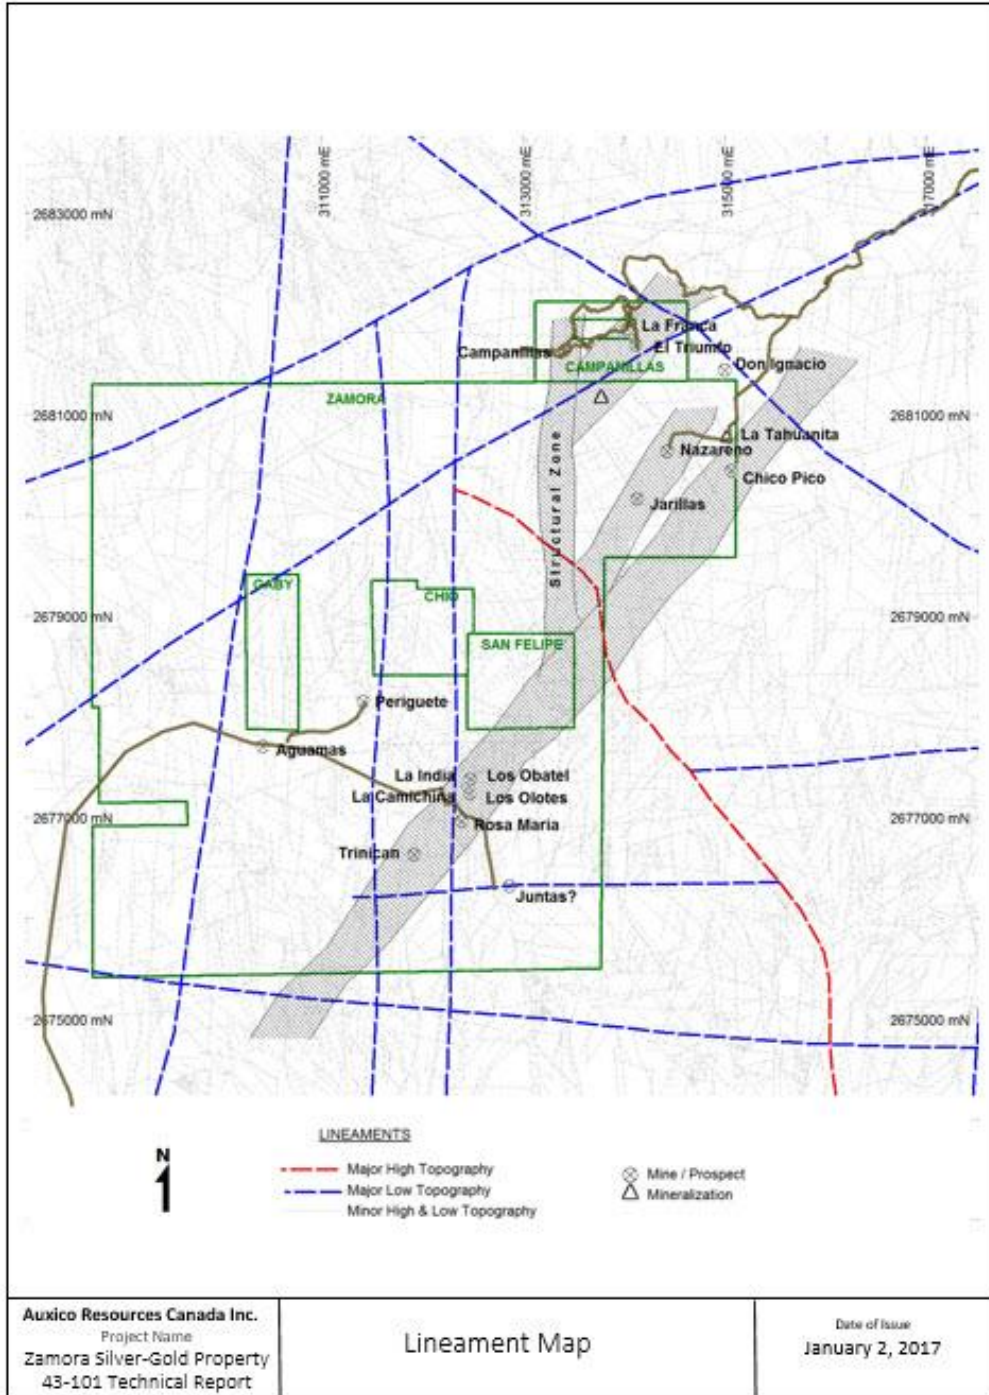 311000 mE
313000 mE
315000 mE
317000 mE
2683000 mN
La Franca
El Triumfo
Campanillas
CAMPANILLAS
Don Ignacio
ZAMORA
2681000 mN
La Tahuanita
Nazareno
Chico Pico
Structural Zone
Jarillas
GABY
CHIO
2679000 mN
SAN FELIPE
Periguete
Aguamas
La India
Los Obatel
La Camichina
Los Olotes
2677000 mN
2677000 mN
Rosa Maria
Trinican
Juntas?
2675000 mN
2675000 mN
2679000 mN
2681000 mN
N
LINEAMENTS
Major High Topography
Major Low Topography
Minor High & Low Topography
Mine / Prospect
Mineralization
Auxico Resources Canada Inc.
Project Name
Zamora Silver-Gold Property
43-101 Technical Report
Lineament Map
Date of Issue
January 2, 2017